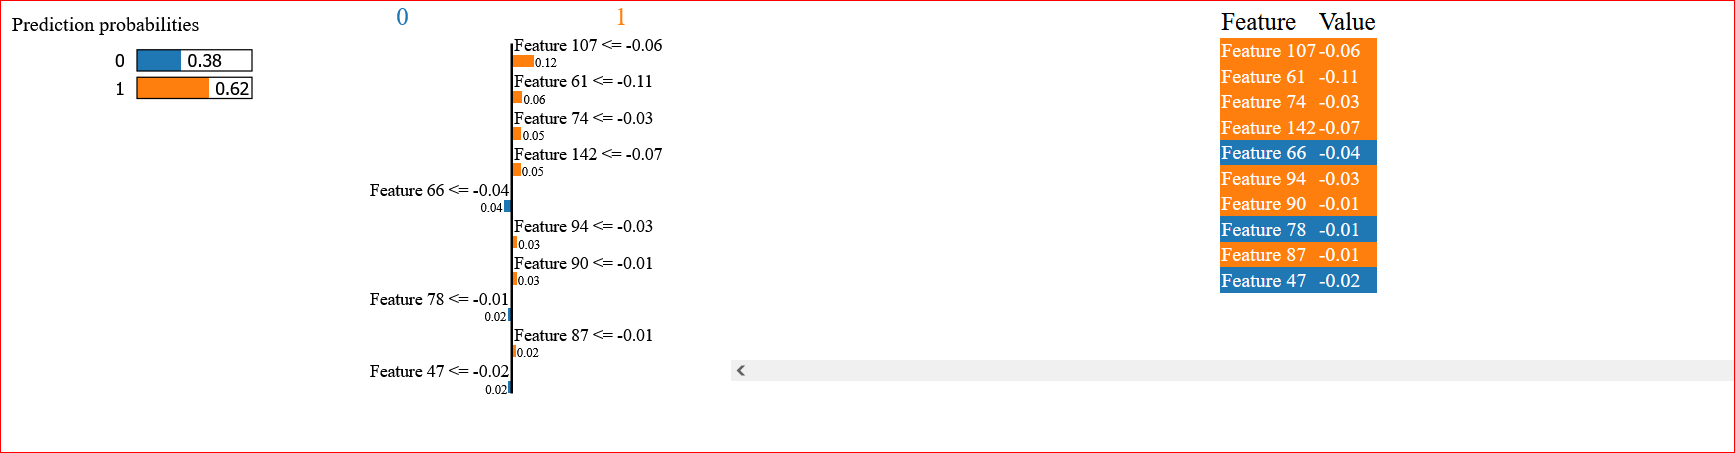 Prediction probabilities
0 0.38
1 0.62
0 1
Feature 107 <= -0.06
0.12
Feature 61 <= -0.11
0.06
Feature 74 <= -0.03
0.05
Feature 142 <= -0.07
0.05
Feature 66 <= -0.04
0.04
Feature 94 <= -0.03
0.03
Feature 90 <= -0.01
0.03
Feature 78 <= -0.01
0.02
Feature 87 <= -0.01
0.02
Feature 47 <= -0.02
0.02
Feature Value
Feature 107 -0.06
Feature 61 -0.11
Feature 74 -0.03
Feature 142 -0.07
Feature 66 -0.04
Feature 94 -0.03
Feature 90 -0.01
Feature 78 -0.01
Feature 87 -0.01
Feature 47 -0.02